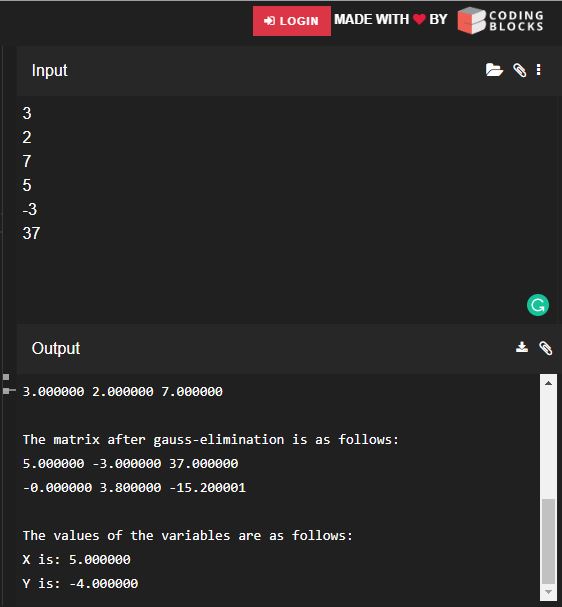 LOGIN MADE WITH BY CODING BLOCKS
Input
3
2
7
5
-3
37
Output
3.000000 2.000000 7.000000
The matrix after gauss-elimination is as follows:
5.000000 -3.000000 37.000000
-0.000000 3.800000 -15.200001
The values of the variables are as follows:
X is: 5.000000
Y is: -4.000000